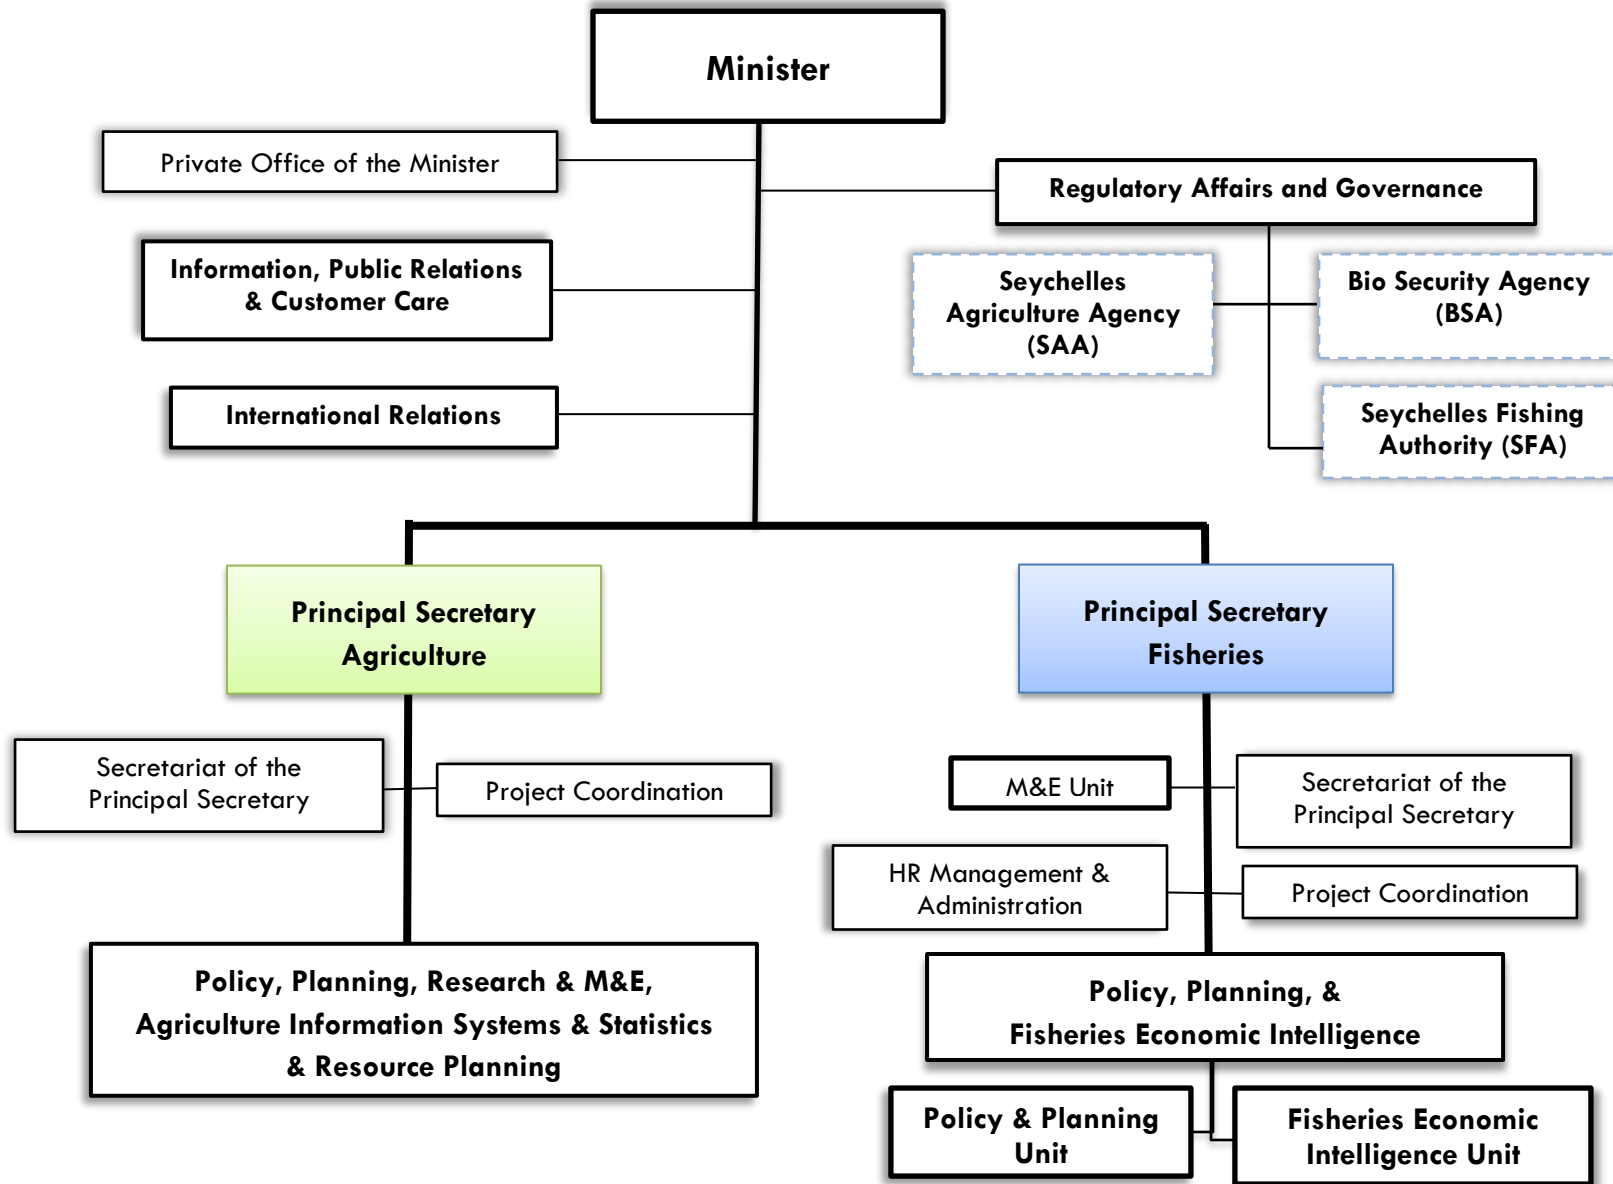 Minister
Private Office of the Minister
Regulatory Affairs and Governance
Information, Public Relations
& Customer Care
Seychelles
Agriculture Agency
(SAA)
Bio Security Agency
(BSA)
International Relations
Seychelles Fishing
Authority (SFA)
Principal Secretary
Agriculture
Principal Secretary
Fisheries
Secretariat of the
Principal Secretary
Project Coordination
M&E Unit
Secretariat of the
Principal Secretary
HR Management &
Administration
Project Coordination
Policy, Planning, Research & M&E,
Agriculture Information Systems & Statistics
& Resource Planning
Policy, Planning, &
Fisheries Economic Intelligence
Policy & Planning
Unit
Fisheries Economic
Intelligence Unit